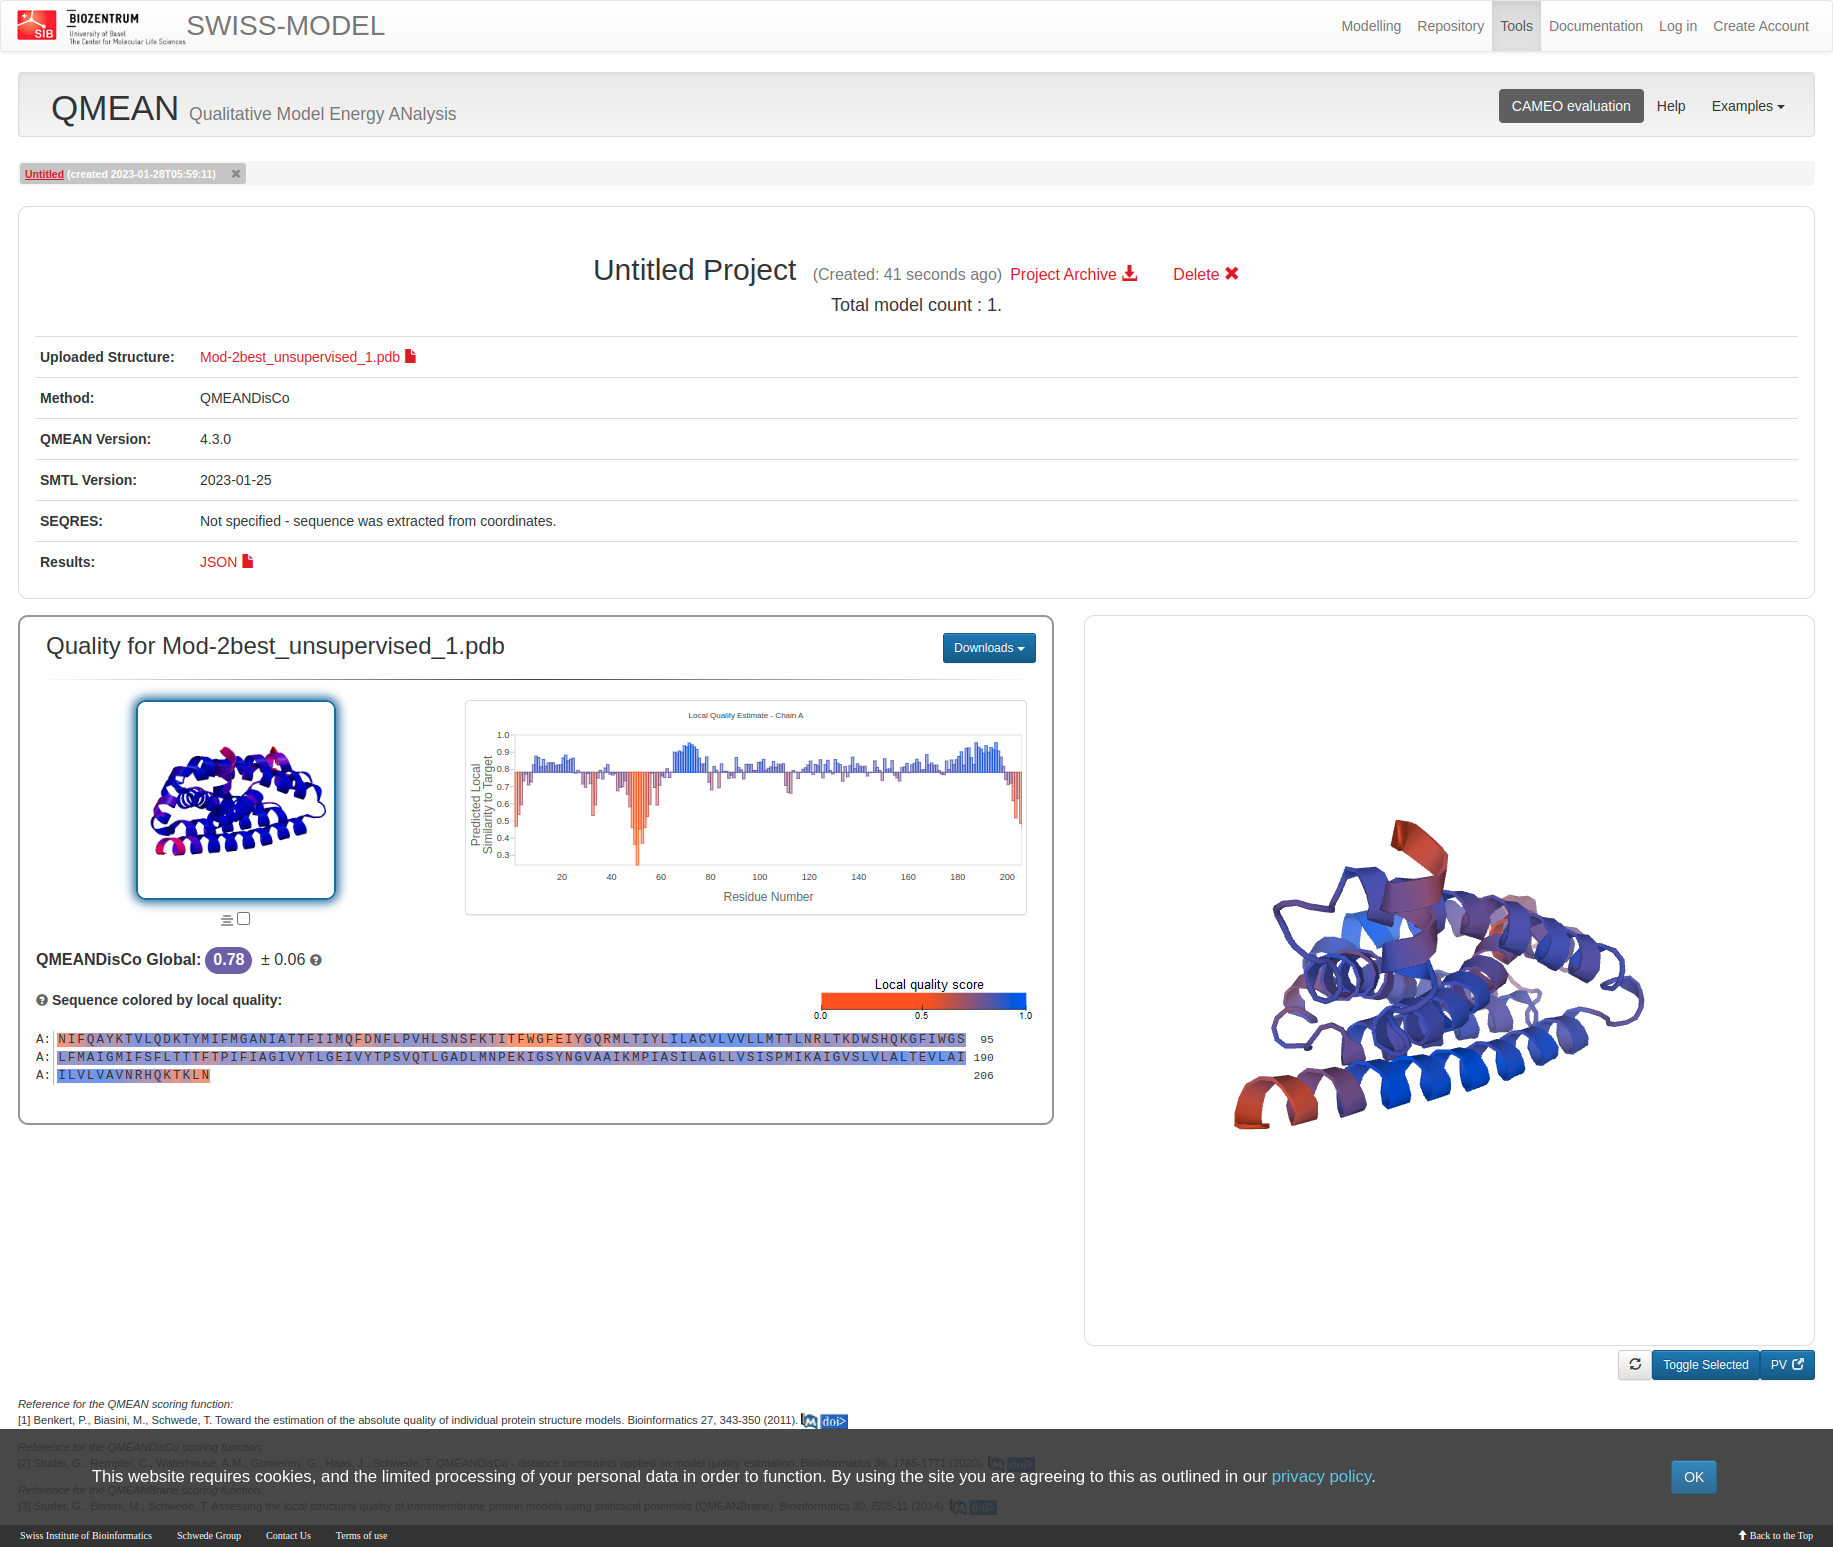 SIB
BIOZENTRUM
University of Basel
The Center for Molecular Life Sciences
SWISS-MODEL
Modelling Repository Tools Documentation Log in Create Account
QMEAN Qualitative Model Energy ANalysis
CAMEO evaluation Help Examples
Untitled (created 2023-01-28T05:59:11)
Untitled Project (Created: 41 seconds ago) Project Archive Delete
Total model count : 1.
Uploaded Structure: Mod-2best_unsupervised_1.pdb
Method: QMEANDisCo
QMEAN Version: 4.3.0
SMTL Version: 2023-01-25
SEQRES: Not specified - sequence was extracted from coordinates.
Results: JSON
Quality for Mod-2best_unsupervised_1.pdb
Downloads
Local Quality Estimate - Chain A
Predicted Local
Similarity to Target
1.0
0.9
0.8
0.7
0.6
0.5
0.4
0.3
20 40 60 80 100 120 140 160 180 200
Residue Number
QMEANDisCo Global: 0.78 ± 0.06
Sequence colored by local quality:
Local quality score
0.0 0.5 1.0
A: NIFQAYKTVLQDKTYMIFMGANIATTFIIMQFDNFLPVHLSNSFKTITFWGFEIYGQRMLTIYLILACVLVVLLMTTLNRLTKDWSHQKGFIWGS 95
A: LFMAIGMIFSFLTTTFTPIFIAGIVYTLGEIVYTPSVQTLGADLMNPEKIGSYNGVAAIKMPIASILAGLLVSISPMIKAIGVSLVLALTEVLAI 190
A: ILVLVAVNRHQKTKLN 206
Toggle Selected PV
Reference for the QMEAN scoring function:
[1] Benkert, P., Biasini, M., Schwede, T. Toward the estimation of the absolute quality of individual protein structure models. Bioinformatics 27, 343-350 (2011). M doi>
Reference for the QMEANDisCo scoring function:
[2] Studer, G., Rempfer, C., Waterhouse, A.M., Gumienny, G., Haas, J., Schwede, T. QMEANDisCo - distance constraints applied on model quality estimation. Bioinformatics 36, 1765-1771 (2020). M doi>
This website requires cookies, and the limited processing of your personal data in order to function. By using the site you are agreeing to this as outlined in our privacy policy.
OK
Reference for the QMEANBrane scoring function:
[3] Studer, G., Biasini, M., Schwede, T. Assessing the local structural quality of transmembrane protein models using statistical potentials (QMEANBrane). Bioinformatics 30, i505-11 (2014). M doi>
Swiss Institute of Bioinformatics Schwede Group Contact Us Terms of use
Back to the Top